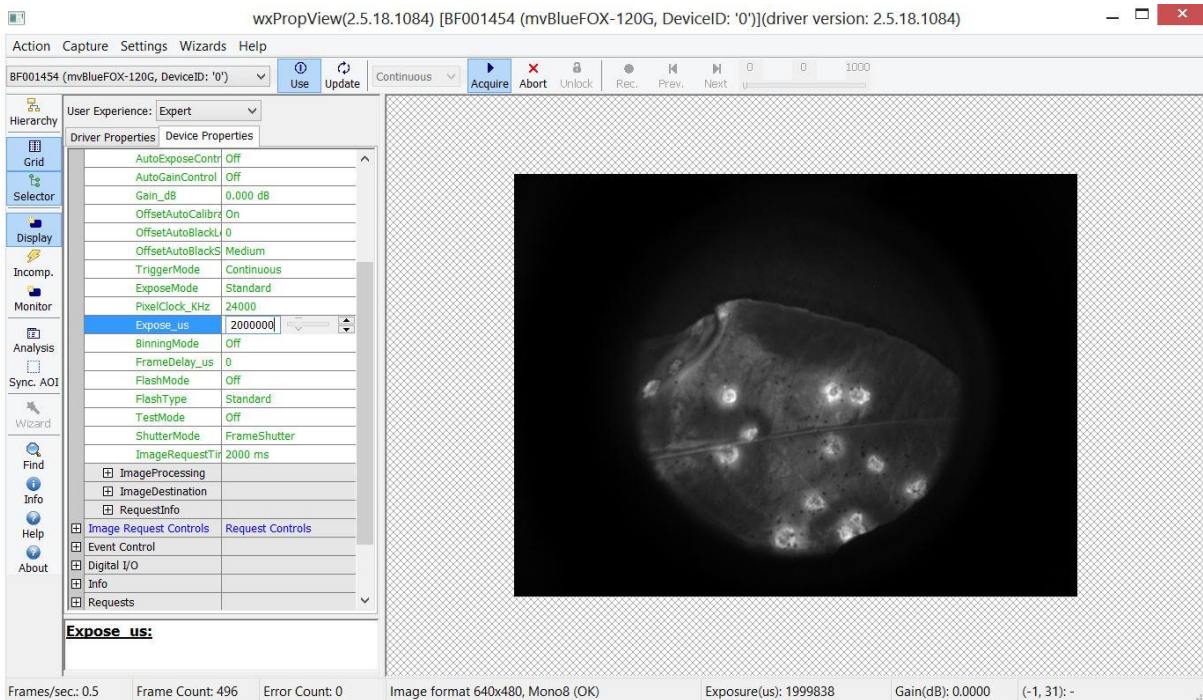 wxPropView(2.5.18.1084) [BF001454 (mvBlueFOX-120G, DeviceID: '0')](driver version: 2.5.18.1084)
Action Capture Settings Wizards Help
BF001454 (mvBlueFOX-120G, DeviceID: '0') Use Update Continuous Acquire Abort Unlock Rec. Prev. Next 0 0 1000
Hierarchy
Grid
Selector
Display
Incomp.
Monitor
Analysis
Sync. AOI
Wizard
Find
Info
Help
About
User Experience: Expert
Driver Properties Device Properties
AutoExposeContr Off
AutoGainControl Off
Gain_dB 0.000 dB
OffsetAutoCalibra On
OffsetAutoBlackL 0
OffsetAutoBlackS Medium
TriggerMode Continuous
ExposeMode Standard
PixelClock_KHz 24000
Expose_us 2000000
BinningMode Off
FrameDelay_us 0
FlashMode Off
FlashType Standard
TestMode Off
ShutterMode FrameShutter
ImageRequestTir 2000 ms
ImageProcessing
ImageDestination
RequestInfo
Image Request Controls Request Controls
Event Control
Digital I/O
Info
Requests
Expose_us:
Frames/sec.: 0.5 Frame Count: 496 Error Count: 0 Image format 640x480, Mono8 (OK) Exposure(us): 1999838 Gain(dB): 0.0000 (-1, 31): -